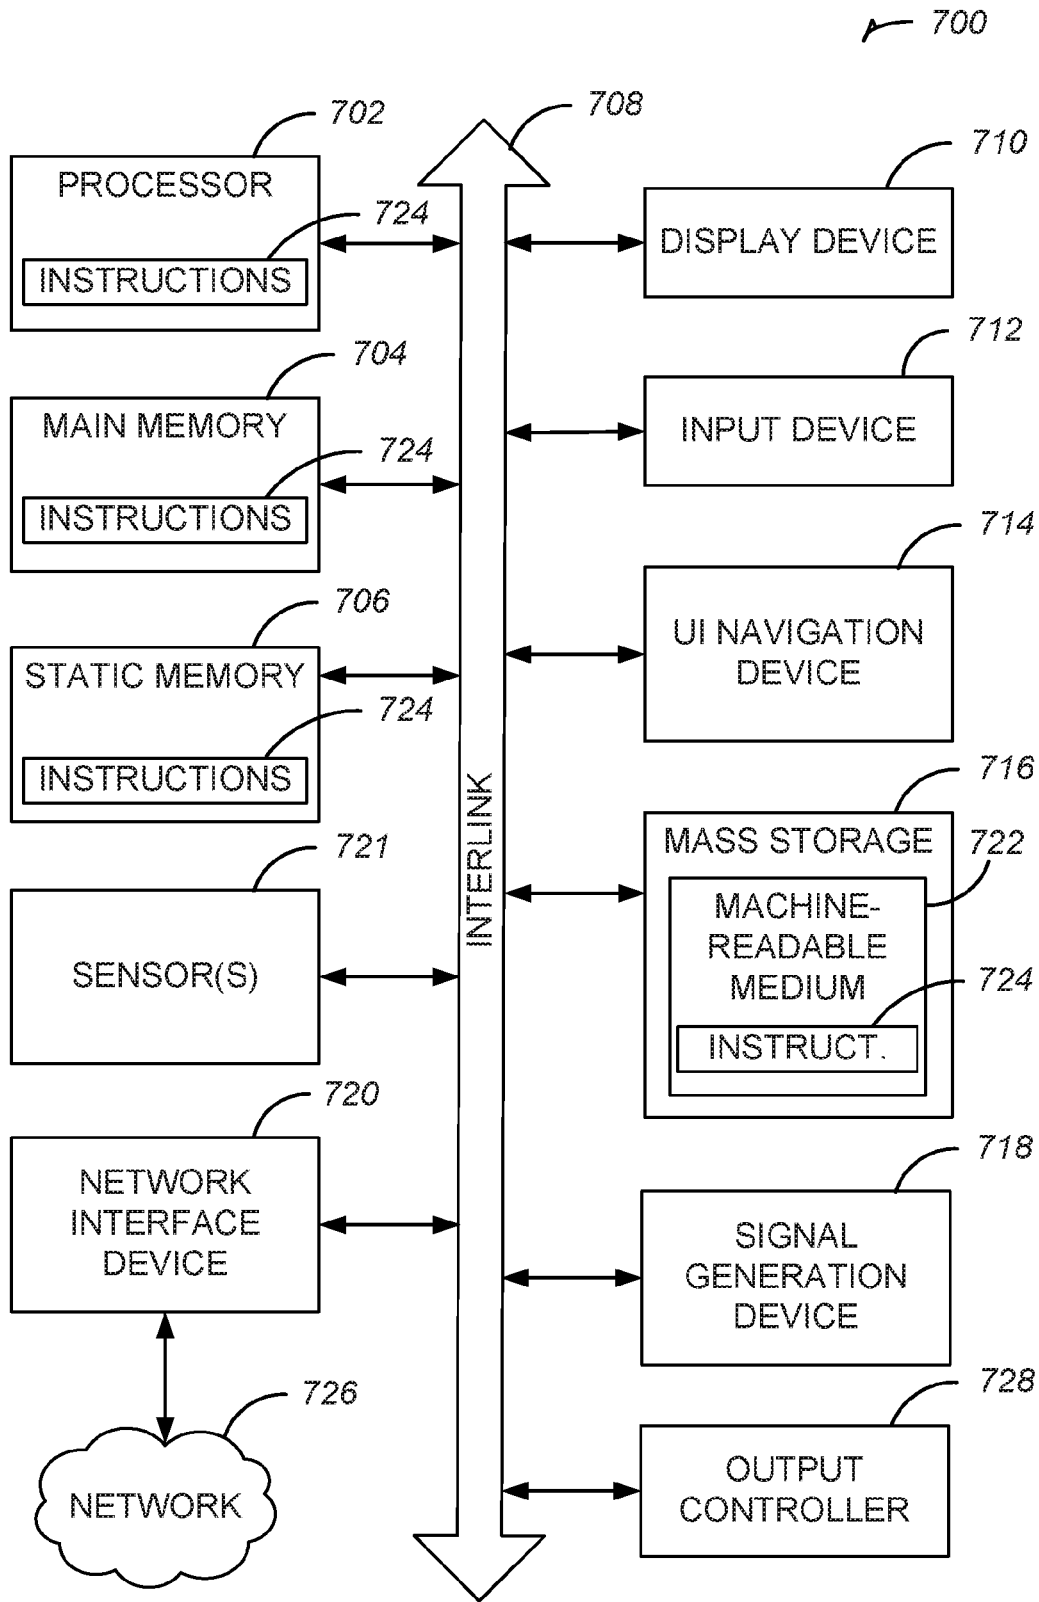 700
702
PROCESSOR
724
INSTRUCTIONS
704
MAIN MEMORY
724
INSTRUCTIONS
706
STATIC MEMORY
724
INSTRUCTIONS
721
SENSOR(S)
720
NETWORK
INTERFACE
DEVICE
726
NETWORK
708
INTERLINK
710
DISPLAY DEVICE
712
INPUT DEVICE
714
UI NAVIGATION
DEVICE
716
MASS STORAGE
722
MACHINE-
READABLE
MEDIUM
724
INSTRUCT.
718
SIGNAL
GENERATION
DEVICE
728
OUTPUT
CONTROLLER